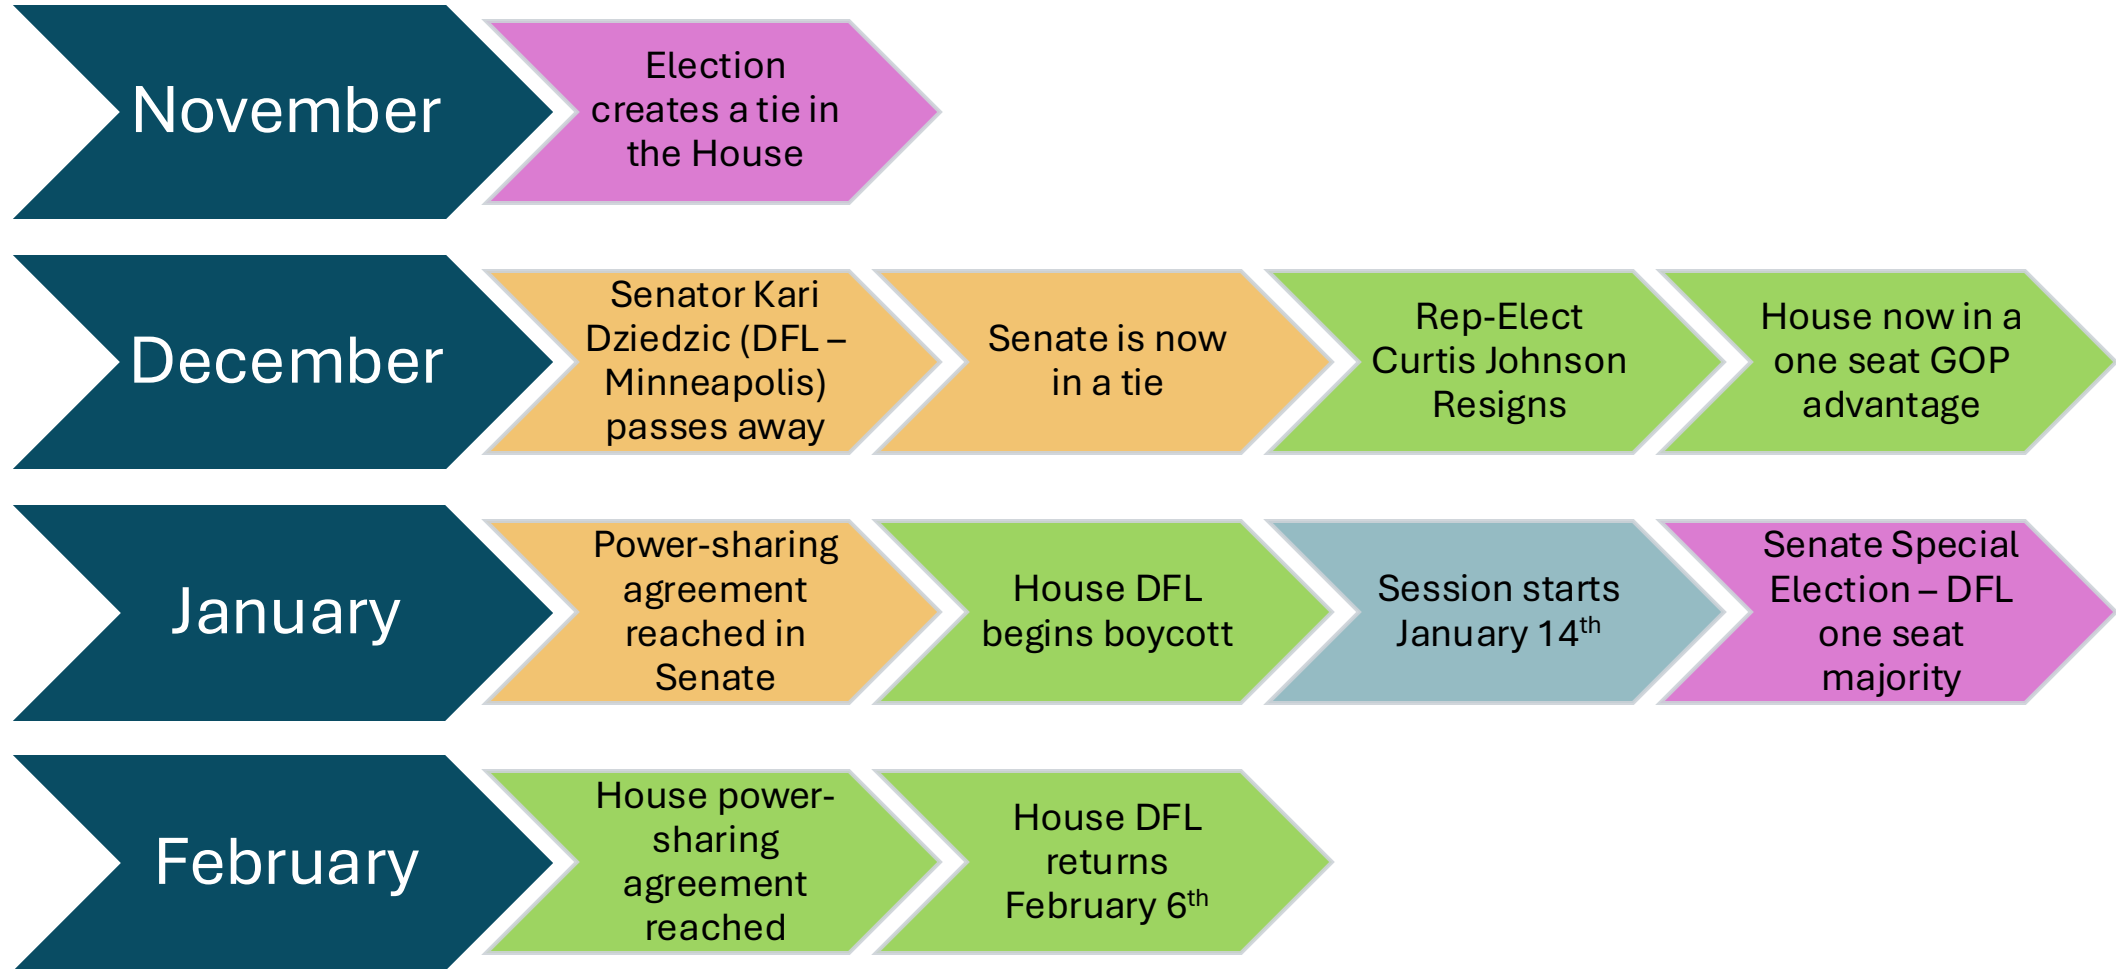 November
Election
creates a tie in
the House
December
Senator Kari
Dziedzic (DFL –
Minneapolis)
passes away
Senate is now
in a tie
Rep-Elect
Curtis Johnson
Resigns
House now in a
one seat GOP
advantage
January
Power-sharing
agreement
reached in
Senate
House DFL
begins boycott
Session starts
January 14th
Senate Special
Election – DFL
one seat
majority
February
House power-
sharing
agreement
reached
House DFL
returns
February 6th